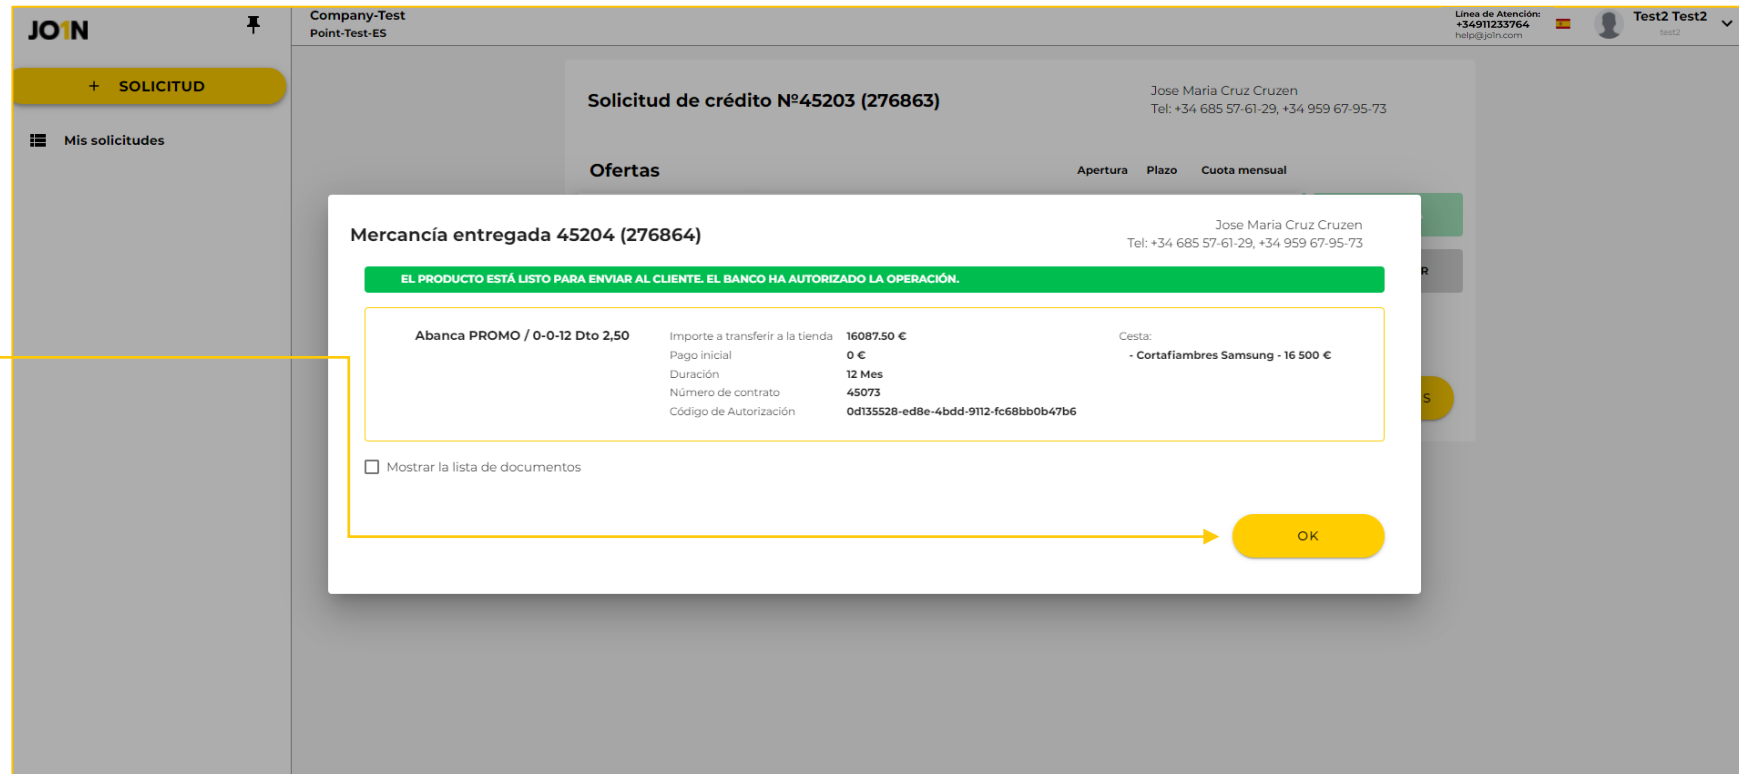 JO1N
Company-Test
Point-Test-ES
Línea de Atención:
+34911233764
help@jo1n.com
Test2 Test2
test2
+ SOLICITUD
Mis solicitudes
Solicitud de crédito Nº45203 (276863)
Jose Maria Cruz Cruzen
Tel: +34 685 57-61-29, +34 959 67-95-73
Ofertas
Apertura Plazo Cuota mensual
Mercancía entregada 45204 (276864)
Jose Maria Cruz Cruzen
Tel: +34 685 57-61-29, +34 959 67-95-73
EL PRODUCTO ESTÁ LISTO PARA ENVIAR AL CLIENTE. EL BANCO HA AUTORIZADO LA OPERACIÓN.
Abanca PROMO / 0-0-12 Dto 2,50
Importe a transferir a la tienda 16087.50 €
Pago inicial 0 €
Duración 12 Mes
Número de contrato 45073
Código de Autorización 0d135528-ed8e-4bdd-9112-fc68bb0b47b6
Cesta:
- Cortafiambres Samsung - 16 500 €
R
S
Mostrar la lista de documentos
OK